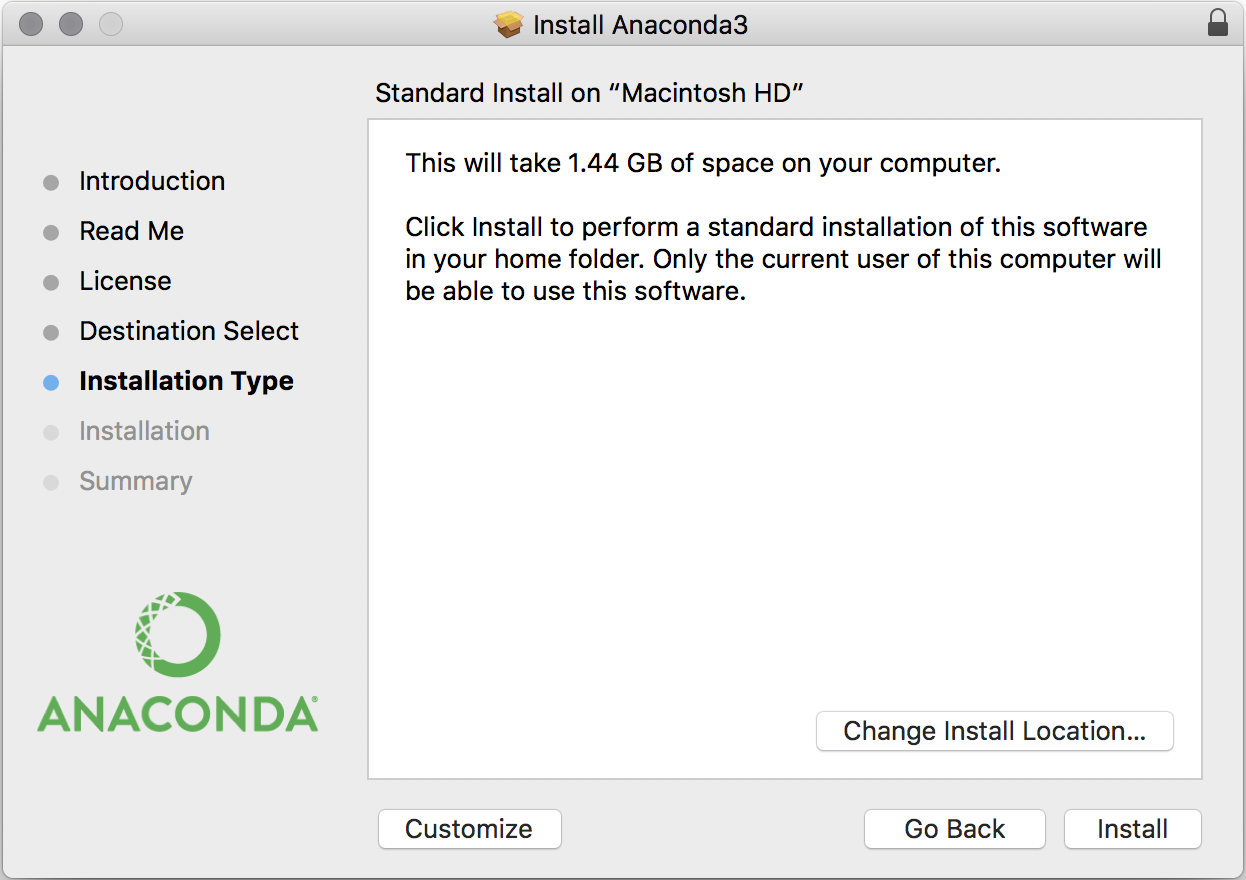 Install Anaconda3
Standard Install on “Macintosh HD”
Introduction
Read Me
License
Destination Select
Installation Type
Installation
Summary
ANACONDA®
This will take 1.44 GB of space on your computer.
Click Install to perform a standard installation of this software
in your home folder. Only the current user of this computer will
be able to use this software.
Change Install Location...
Customize
Go Back
Install